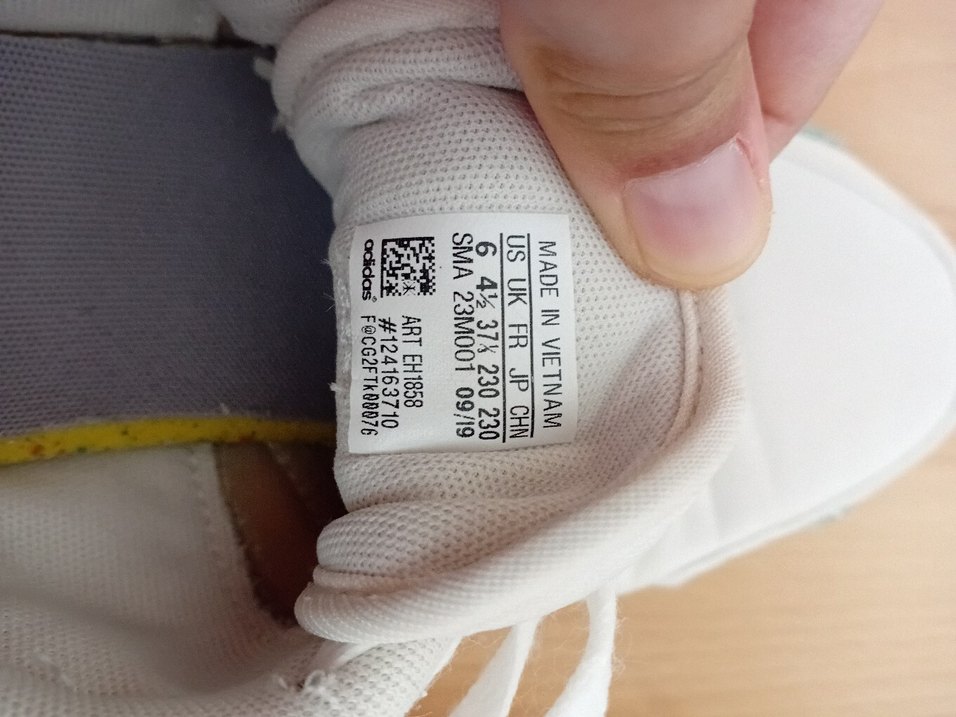 MADE IN VIETNAM
US UK FR JP CHN
6 4½ 37⅓ 230 230
SMA 23M001 09/19
ART EH1858
#124163710
adidas® F@CG2FTk00076